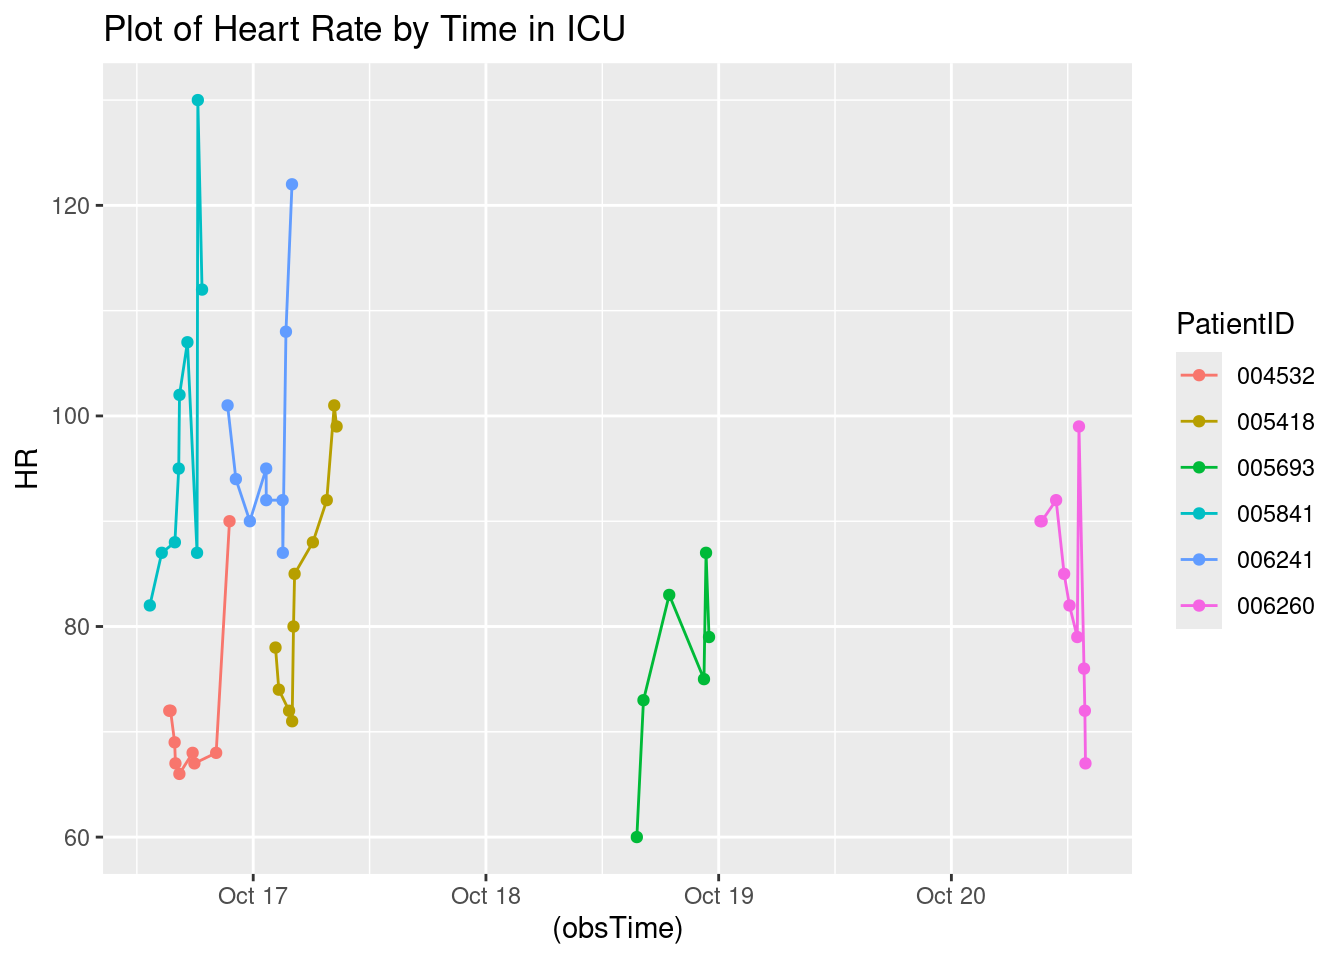 Plot of Heart Rate by Time in ICU
HR
120
100
80
60
Oct 17
Oct 18
Oct 19
Oct 20
(obsTime)
PatientID
004532
005418
005693
005841
006241
006260